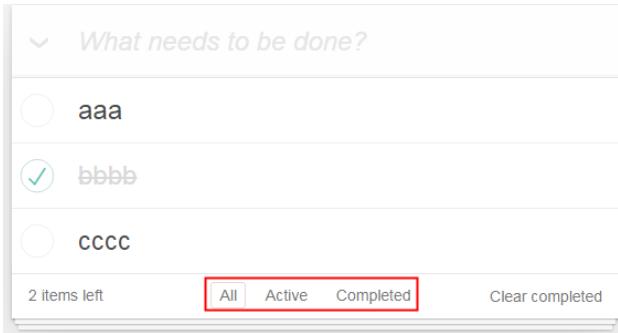 What needs to be done?
aaa
bbbb
cccc
2 items left All Active Completed Clear completed